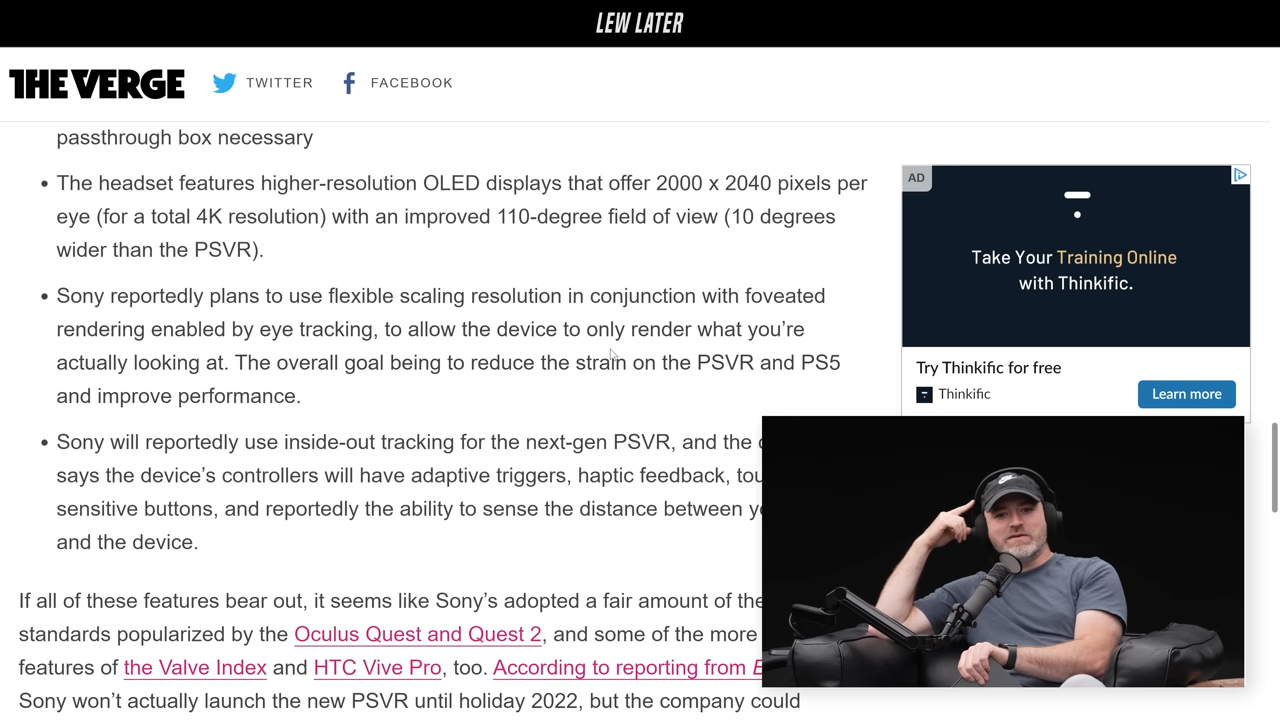 LEW LATER
THE VERGE
TWITTER
FACEBOOK
passthrough box necessary
• The headset features higher-resolution OLED displays that offer 2000 x 2040 pixels per
eye (for a total 4K resolution) with an improved 110-degree field of view (10 degrees
wider than the PSVR).
• Sony reportedly plans to use flexible scaling resolution in conjunction with foveated
rendering enabled by eye tracking, to allow the device to only render what you’re
actually looking at. The overall goal being to reduce the strain on the PSVR and PS5
and improve performance.
• Sony will reportedly use inside-out tracking for the next-gen PSVR, and the
says the device’s controllers will have adaptive triggers, haptic feedback,
sensitive buttons, and reportedly the ability to sense the distance between
and the device.
If all of these features bear out, it seems like Sony’s adopted a fair amount of the
standards popularized by the Oculus Quest and Quest 2, and some of the more
features of the Valve Index and HTC Vive Pro, too. According to reporting from
Sony won’t actually launch the new PSVR until holiday 2022, but the company could
AD
Take Your Training Online
with Thinkific.
Try Thinkific for free
Thinkific
Learn more